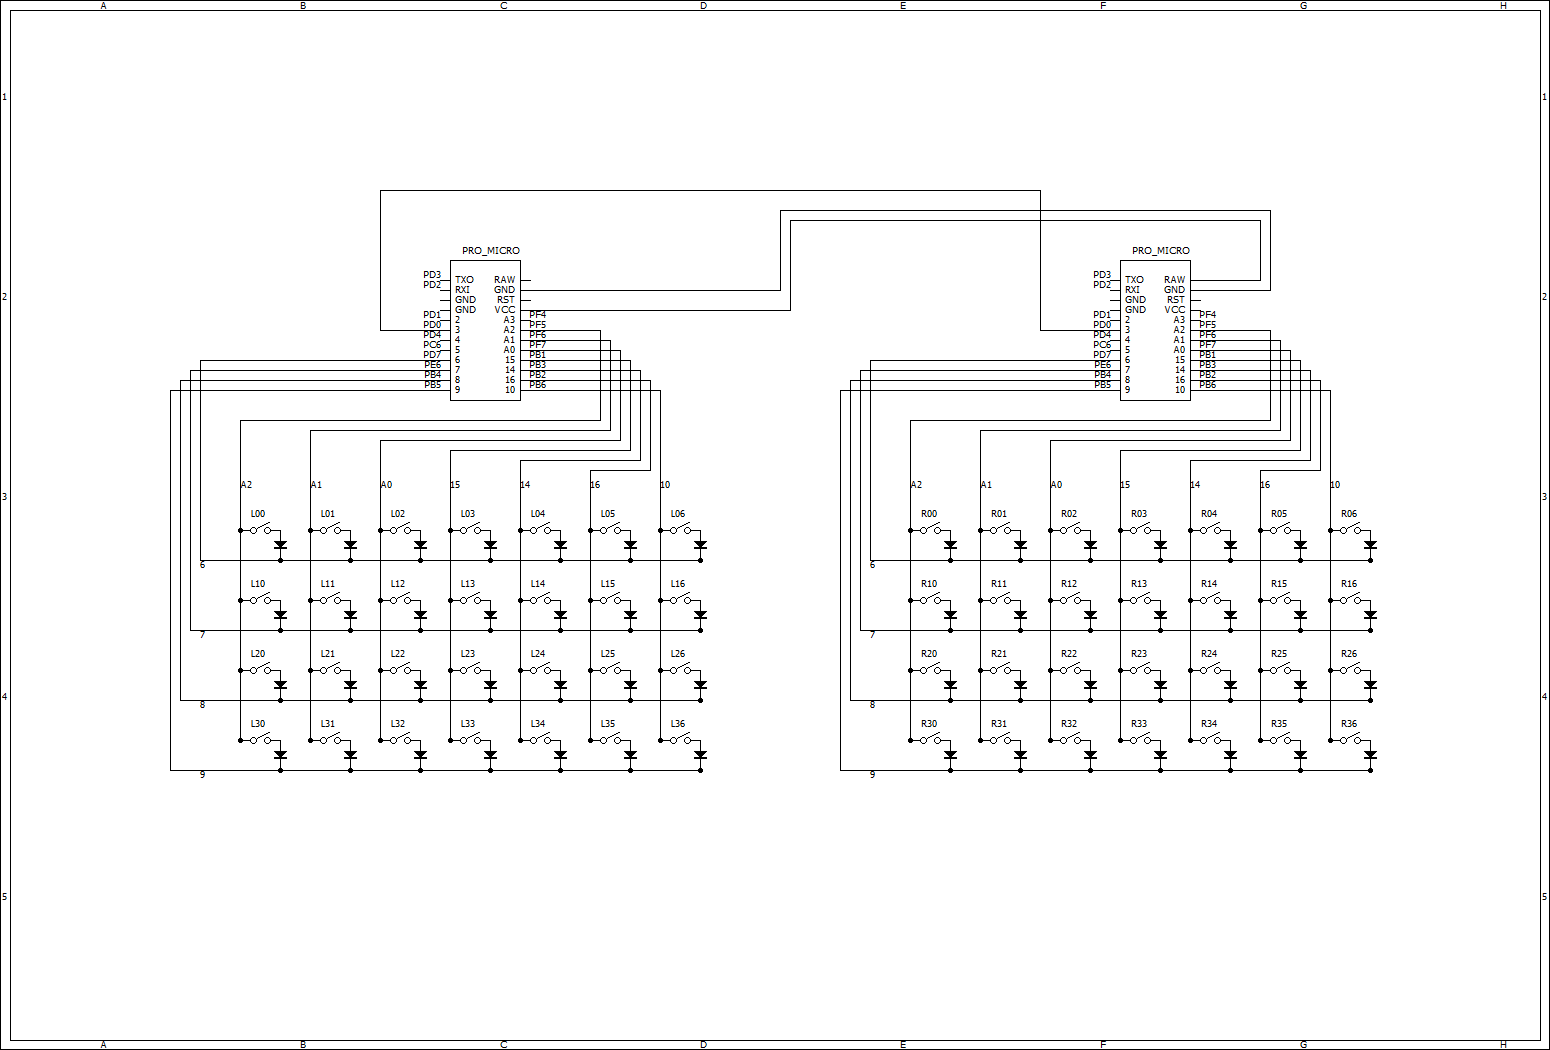 A B C D E F G H
1 1
PRO_MICRO PRO_MICRO
PD3 TXO RAW PD3 TXO RAW
PD2 RXI GND PD2 RXI GND
2 GND RST GND RST 2
GND VCC GND VCC
PD1 2 A3 PF4 PD1 2 A3 PF4
PD0 3 A2 PF5 PD0 3 A2 PF5
PD4 4 A1 PF6 PD4 4 A1 PF6
PC6 5 A0 PF7 PC6 5 A0 PF7
PD7 6 15 PB1 PD7 6 15 PB1
PE6 7 14 PB3 PE6 7 14 PB3
PB4 8 16 PB2 PB4 8 16 PB2
PB5 9 10 PB6 PB5 9 10 PB6
A2 A1 A0 15 14 16 10 A2 A1 A0 15 14 16 10
3 3
L00 L01 L02 L03 L04 L05 L06 R00 R01 R02 R03 R04 R05 R06
6 6
L10 L11 L12 L13 L14 L15 L16 R10 R11 R12 R13 R14 R15 R16
7 7
L20 L21 L22 L23 L24 L25 L26 R20 R21 R22 R23 R24 R25 R26
4 4
8 8
L30 L31 L32 L33 L34 L35 L36 R30 R31 R32 R33 R34 R35 R36
9 9
5 5
A B C D E F G H